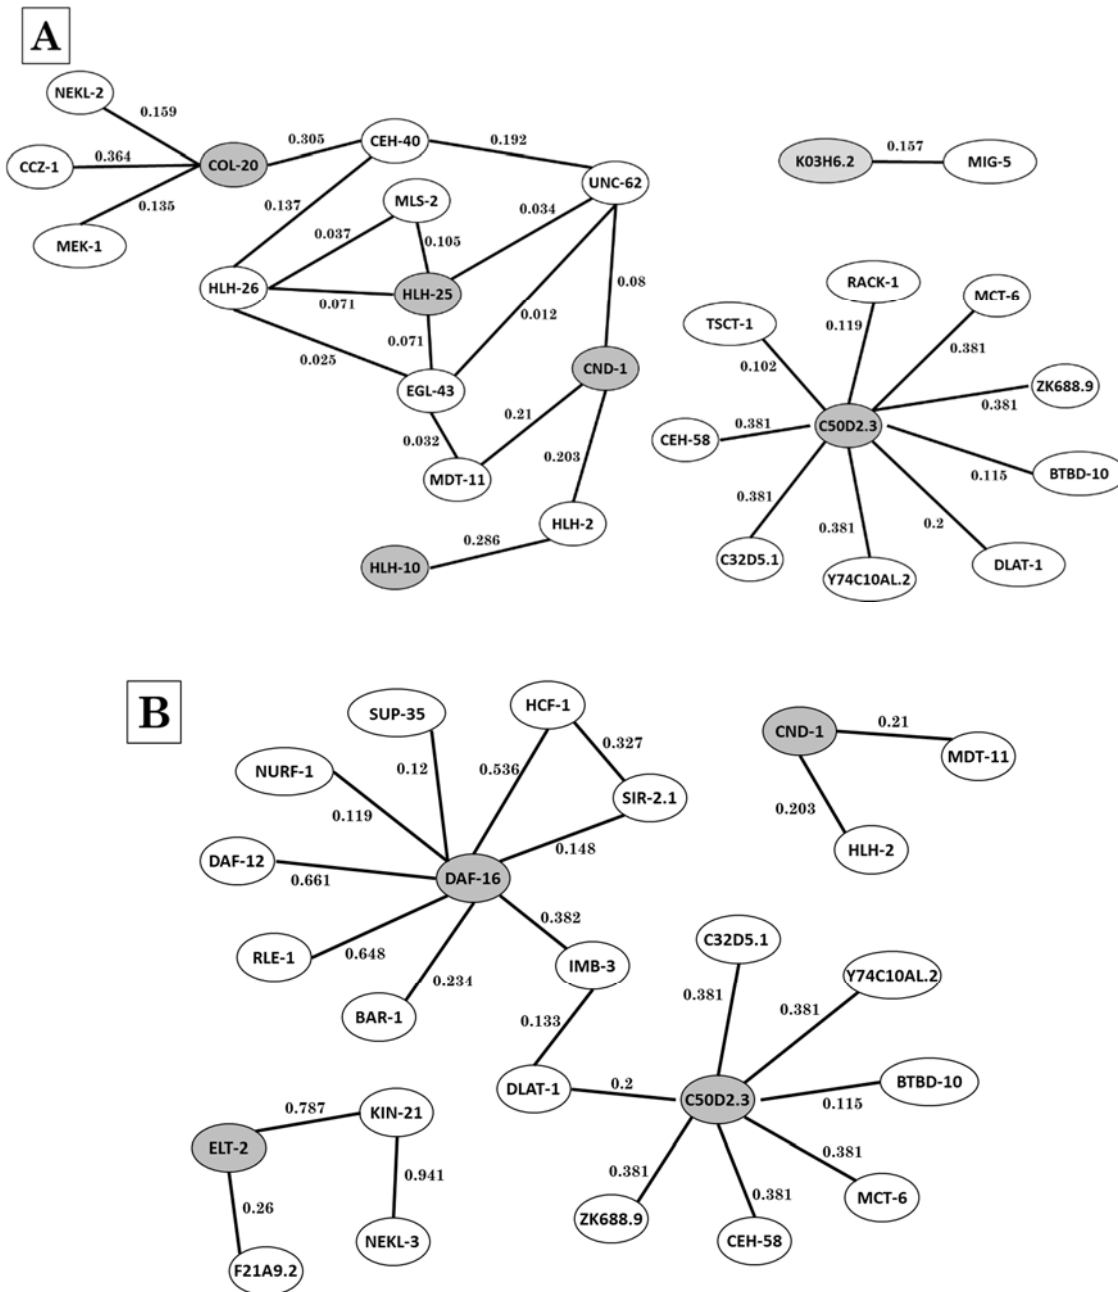 A
NEKL-2
0.159
0.305
CEH-40
0.192
CCZ-1
0.364
COL-20
K03H6.2
0.157
MIG-5
UNC-62
0.135
0.137
MLS-2
0.034
MEK-1
0.037
0.105
HLH-26
HLH-25
0.08
RACK-1
MCT-6
0.071
0.012
TSCT-1
0.119
0.071
0.381
0.025
0.102
CND-1
EGL-43
ZK688.9
0.21
0.381
0.381
C50D2.3
0.032
CEH-58
0.203
MDT-11
0.115
BTBD-10
0.381
HLH-2
0.381
0.2
0.286
C32D5.1
DLAT-1
HLH-10
Y74C10AL.2
B
HCF-1
SUP-35
0.21
CND-1
0.327
MDT-11
NURF-1
0.12
0.536
SIR-2.1
0.203
0.119
0.148
HLH-2
DAF-12
0.661
DAF-16
0.382
C32D5.1
RLE-1
0.648
IMB-3
Y74C10AL.2
0.234
0.381
0.381
BAR-1
0.133
DLAT-1
0.2
BTBD-10
C50D2.3
0.787
KIN-21
0.115
ELT-2
0.381
0.381
0.941
0.381
MCT-6
0.26
ZK688.9
NEKL-3
CEH-58
F21A9.2